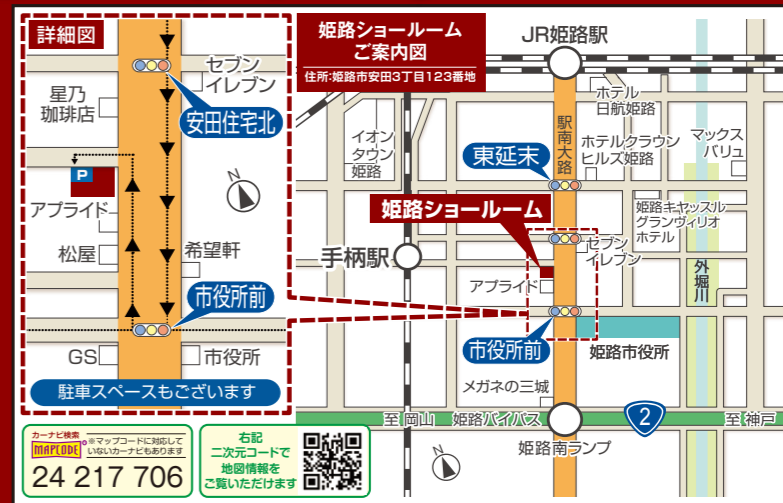 詳細図
セブン
イレブン
星乃
珈琲店
安田住宅北
P
アプライド
N
松屋
希望軒
市役所前
GS
市役所
駐車スペースもございます
カーナビ検索
MAPCODE
※マップコードに対応して
いないカーナビもあります
24 217 706
右記
二次元コードで
地図情報を
ご覧いただけます
姫路ショールーム
ご案内図
住所:姫路市安田3丁目123番地
JR姫路駅
ホテル
日航姫路
駅南大路
イオン
タウン
姫路
ホテルクラウン
ヒルズ姫路
マックス
バリュ
東延末
姫路ショールーム
姫路キャッスル
グランヴィリオ
ホテル
手柄駅
セブン
イレブン
アプライド
外堀川
市役所前
姫路市役所
メガネの三城
至岡山
姫路バイパス
2
至神戸
姫路南ランプ
N